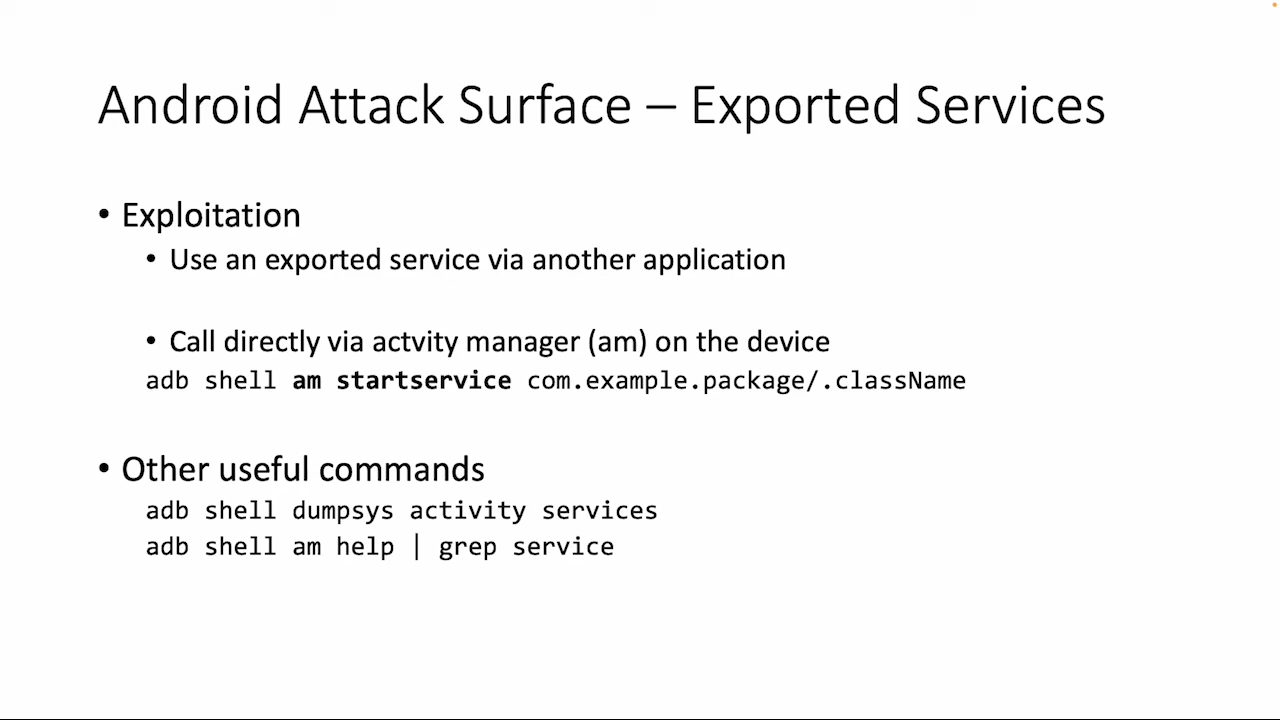 Android Attack Surface – Exported Services
• Exploitation
• Use an exported service via another application
• Call directly via actvity manager (am) on the device
adb shell am startservice com.example.package/.className
• Other useful commands
adb shell dumpsys activity services
adb shell am help | grep service